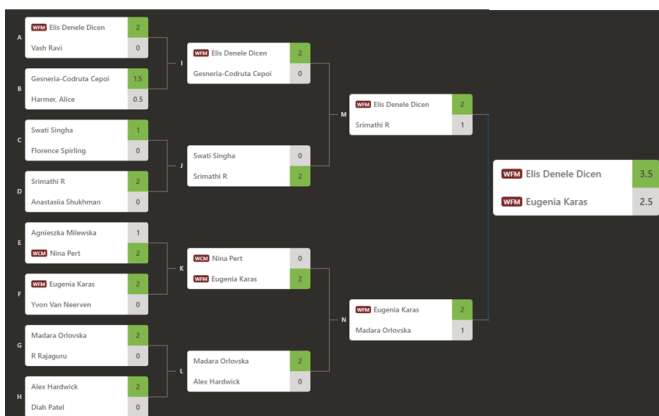 A
WFM Elis Denele Dicen 2
Vash Ravi 0
B
Gesneria-Codruta Cepoi 1.5
Harmer, Alice 0.5
C
Swati Singha 1
Florence Spirling 0
D
Srimathi R 2
Anastasiia Shukhman 0
E
Agnieszka Milewska 1
WCM Nina Pert 2
F
WFM Eugenia Karas 2
Yvon Van Neerven 0
G
Madara Orlovska 2
R Rajaguru 0
H
Alex Hardwick 2
Diah Patel 0
I
WFM Elis Denele Dicen 2
Gesneria-Codruta Cepoi 0
J
Swati Singha 0
Srimathi R 2
K
WCM Nina Pert 0
WFM Eugenia Karas 2
L
Madara Orlovska 2
Alex Hardwick 0
M
WFM Elis Denele Dicen 2
Srimathi R 1
N
WFM Eugenia Karas 2
Madara Orlovska 1
WFM Elis Denele Dicen 3.5
WFM Eugenia Karas 2.5